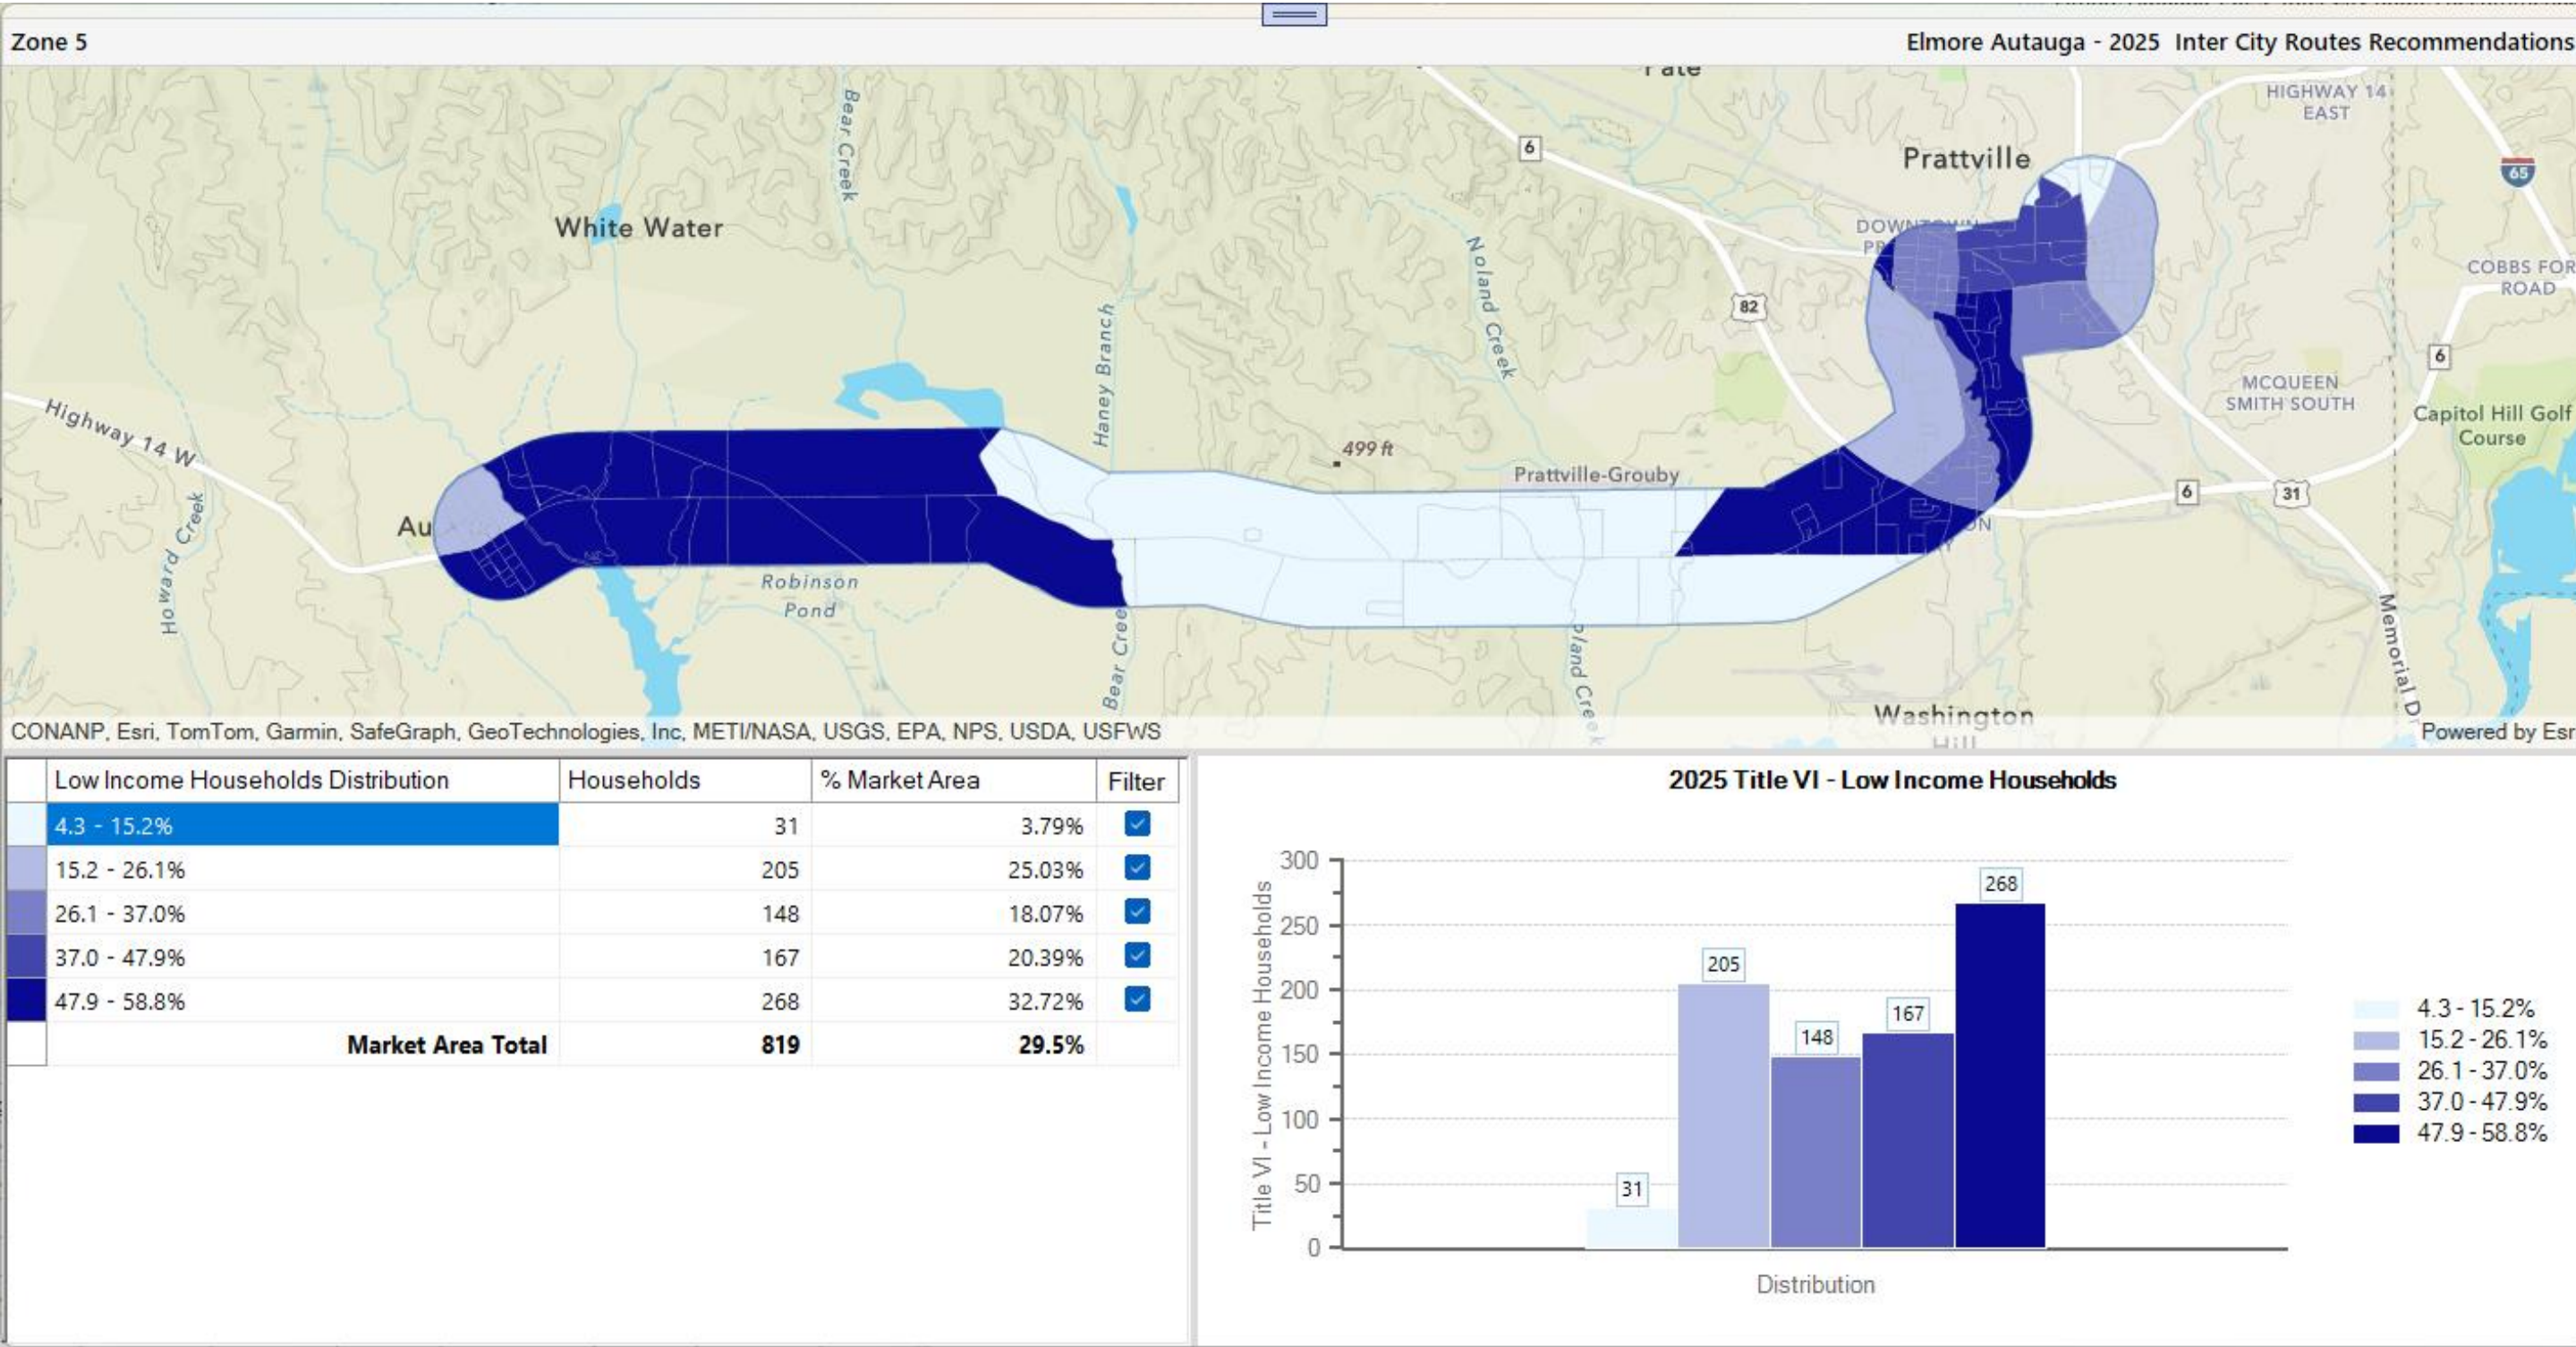 Zone 5
Elmore Autauga - 2025 Inter City Routes Recommendations
HIGHWAY 14
EAST
Bear Creek
Prattville
6
65
White Water
DOWNTOWN
Noland Creek
COBBS FOR
ROAD
82
Haney Branch
6
MCQUEEN
SMITH SOUTH
Capitol Hill Golf
Course
Highway 14 W
499 ft
Prattville-Grouby
6
31
Howard Creek
Au
Robinson
Pond
Bear Cree
Memorial D
Washington
Hill
CONANP, Esri, TomTom, Garmin, SafeGraph, GeoTechnologies, Inc, METI/NASA, USGS, EPA, NPS, USDA, USFWS
Powered by Esr
Low Income Households Distribution Households % Market Area Filter
4.3 - 15.2% 31 3.79%
15.2 - 26.1% 205 25.03%
26.1 - 37.0% 148 18.07%
37.0 - 47.9% 167 20.39%
47.9 - 58.8% 268 32.72%
Market Area Total 819 29.5%
2025 Title VI - Low Income Households
Title VI - Low Income Households
300
250
200
150
100
50
0
31
205
148
167
268
Distribution
4.3 - 15.2%
15.2 - 26.1%
26.1 - 37.0%
37.0 - 47.9%
47.9 - 58.8%